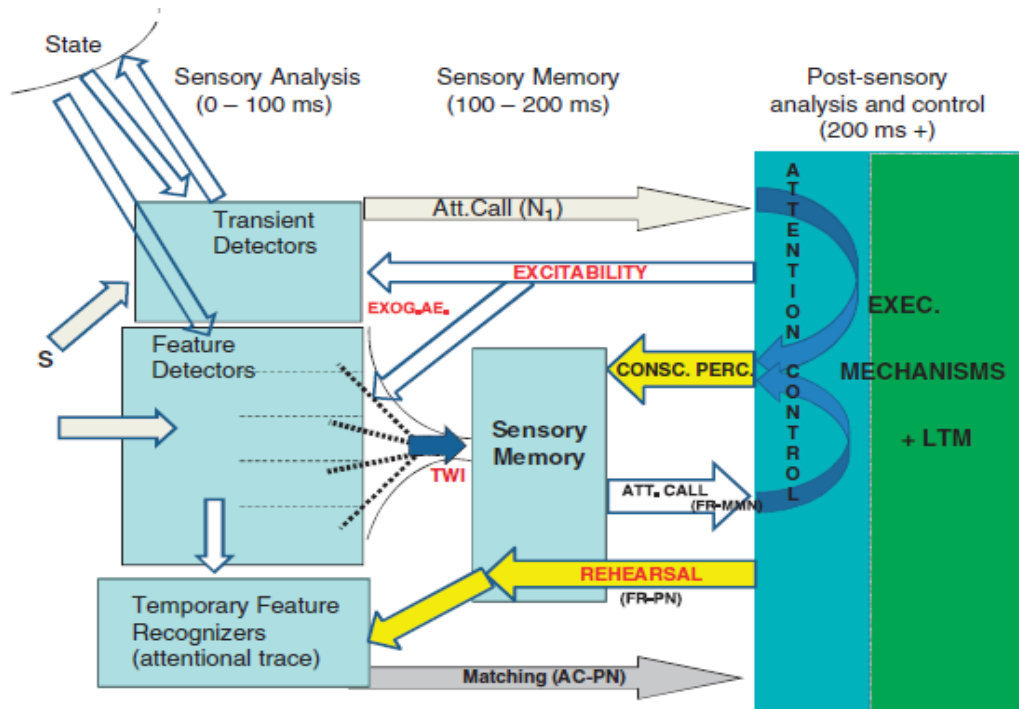 State
Sensory Analysis
(0 – 100 ms)
Sensory Memory
(100 – 200 ms)
Post-sensory
analysis and control
(200 ms +)
Transient
Detectors
Att.Call (N₁)
EXCITABILITY
EXOG.AE.
S
Feature
Detectors
CONSC. PERC.
Sensory
Memory
TWI
ATT. CALL
(FR-MMN)
REHEARSAL
(FR-PN)
Temporary Feature
Recognizers
(attentional trace)
Matching (AC-PN)
ATTENTION CONTROL
EXEC.
MECHANISMS
+ LTM